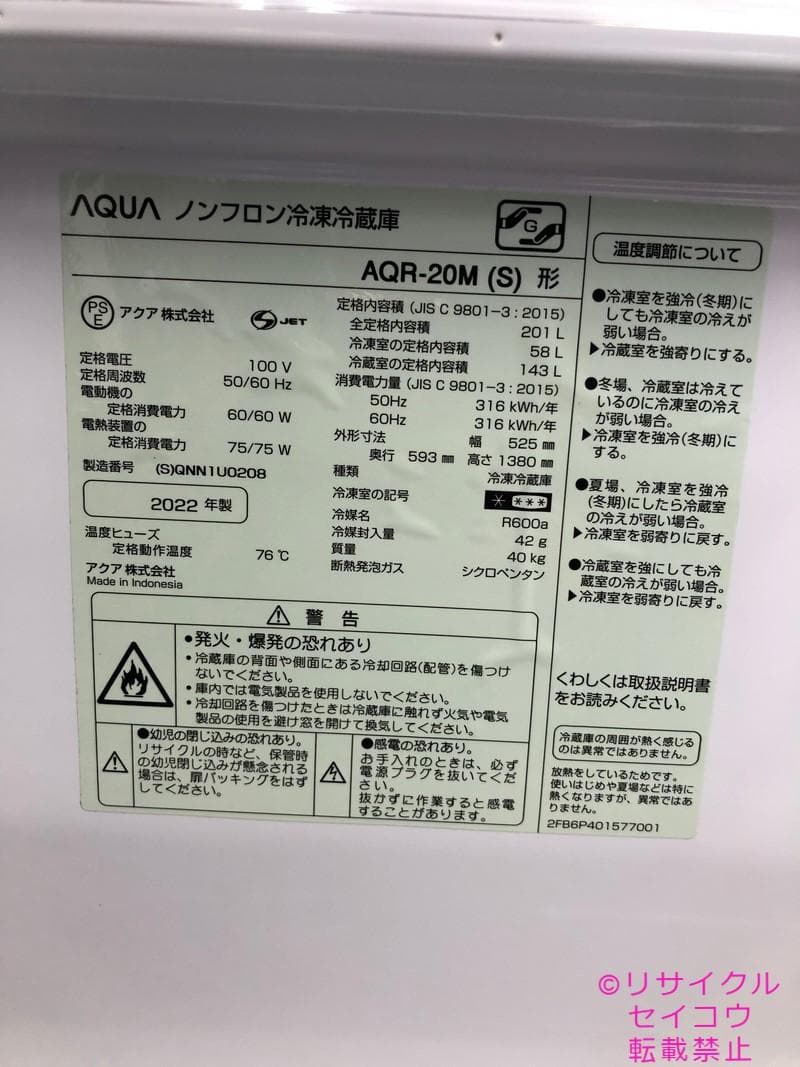 AQUA ノンフロン冷凍冷蔵庫
G
AQR-20M (S) 形
PS
E
アクア 株式会社
S JET
定格電圧 100 V
定格周波数 50/60 Hz
電動機の
定格消費電力 60/60 W
電熱装置の
定格消費電力 75/75 W
製造番号 (S)QNN1U0208
2022 年製
温度ヒューズ
定格動作温度 76 ℃
アクア 株式会社
Made in Indonesia
定格内容積 (JIS C 9801-3 : 2015)
全定格内容積 201 L
冷凍室の定格内容積 58 L
冷蔵室の定格内容積 143 L
消費電力量 (JIS C 9801-3 : 2015)
50Hz 316 kWh/年
60Hz 316 kWh/年
外形寸法 幅 525 ㎜
奥行 593 ㎜ 高さ 1380 ㎜
種類 冷凍冷蔵庫
冷凍室の記号 * ***
冷媒名 R600a
冷媒封入量 42 g
質量 40 kg
断熱発泡ガス シクロペンタン
警 告
●発火・爆発の恐れあり
・冷蔵庫の背面や側面にある冷却回路(配管)を傷つけ
ないでください。
・庫内では電気製品を使用しないでください。
・冷却回路を傷つけたときは冷蔵庫に触れず火気や電気
製品の使用を避け窓を開けて換気してください。
●幼児の閉じ込みの恐れあり。
リサイクルの時など、保管時
の幼児閉じ込みが懸念される
場合は、扉パッキングをはず
してください。
●感電の恐れあり。
お手入れのときは、必ず
電源プラグを抜いてくだ
さい。
抜かずに作業すると感電
することがあります。
温度調節について
●冷凍室を強冷(冬期)に
しても冷凍室の冷えが
弱い場合。
▶冷蔵室を強寄りにする。
●冬場、冷蔵室は冷えて
いるのに冷凍室の冷え
が弱い場合。
▶冷凍室を強冷(冬期)に
する。
●夏場、冷凍室を強冷
(冬期)にしたら冷蔵室
の冷えが弱い場合。
▶冷凍室を弱寄りに戻す。
●冷蔵室を強にしても冷
蔵室の冷えが弱い場合。
▶冷凍室を弱寄りに戻す。
くわしくは取扱説明書
をお読みください。
冷蔵庫の周囲が熱く感じる
のは異常ではありません。
放熱をしているためです。
使いはじめや夏場などは特に
熱くなりますが、異常ではあ
りません。
2FB6P401577001
©リサイクル
セイコウ
転載禁止